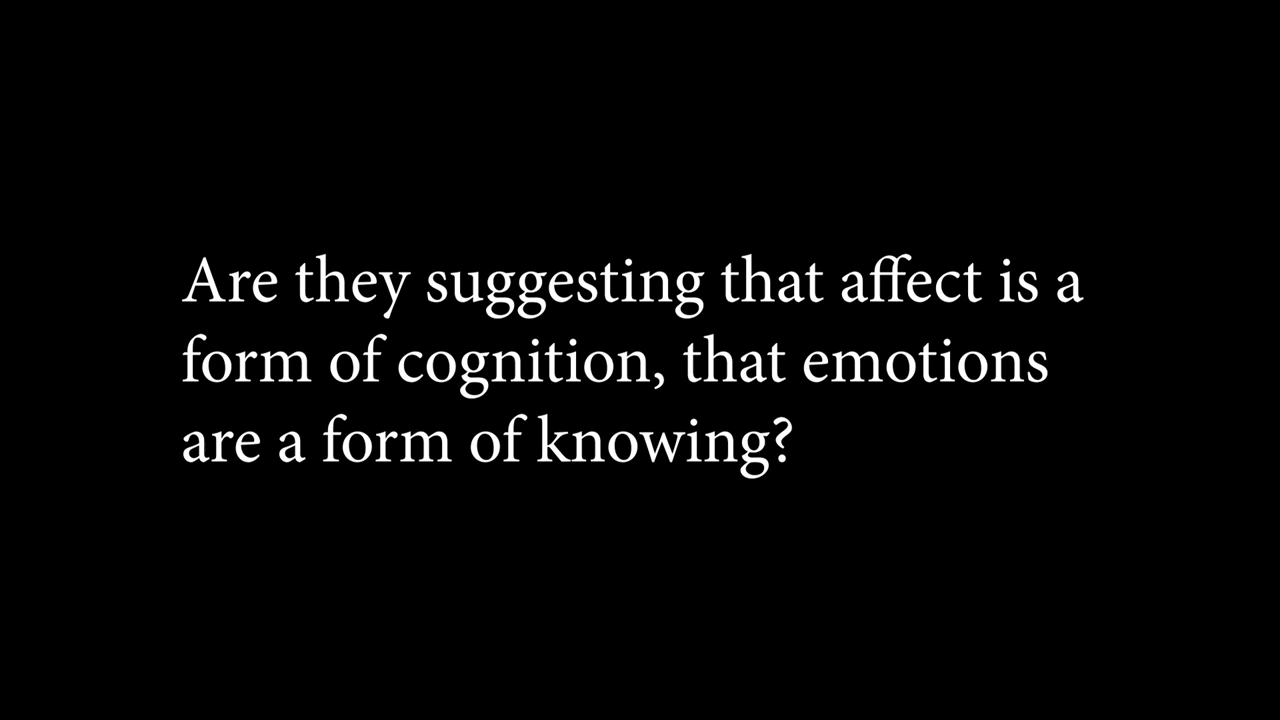 Are they suggesting that affect is a
form of cognition, that emotions
are a form of knowing?